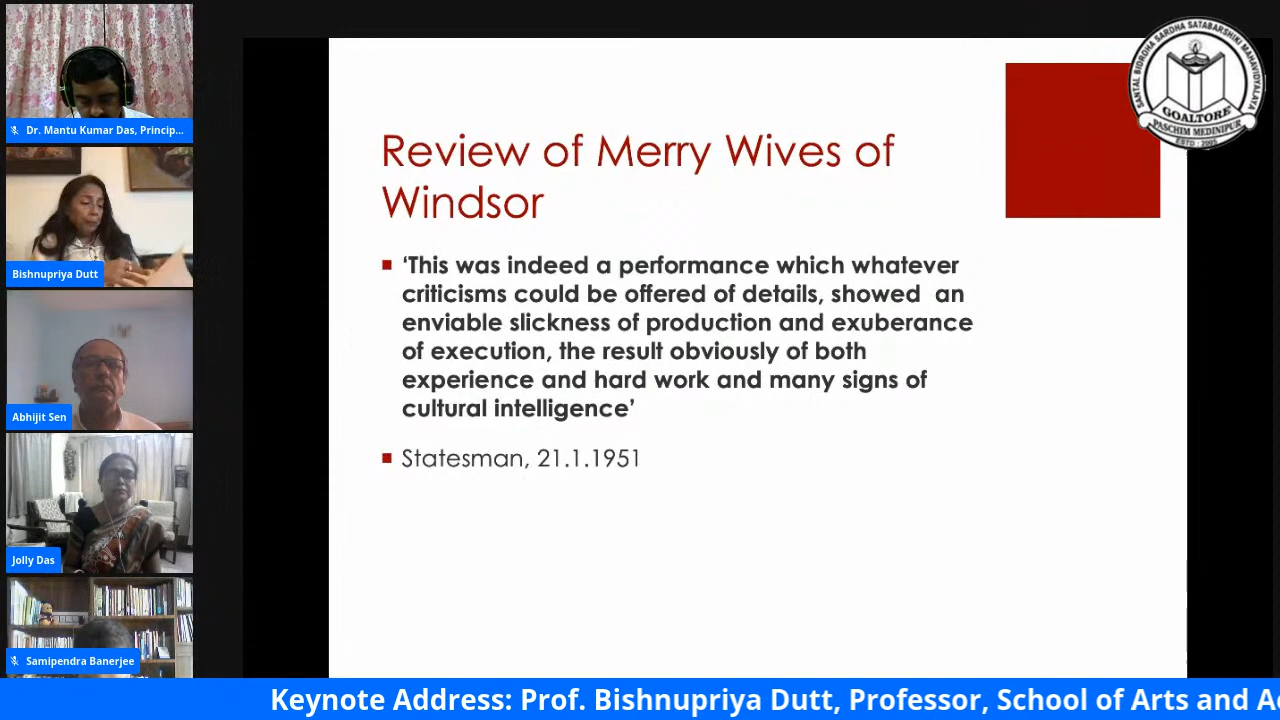 Dr. Mantu Kumar Das, Princip...
Bishnupriya Dutt
Abhijit Sen
Jolly Das
Samipendra Banerjee
Review of Merry Wives of
Windsor
‘This was indeed a performance which whatever
criticisms could be offered of details, showed an
enviable slickness of production and exuberance
of execution, the result obviously of both
experience and hard work and many signs of
cultural intelligence’
Statesman, 21.1.1951
SANTAL BIDROHA SARDHA SATABARSHIKI MAHAVIDYALAYA
GOALTORE
PASCHIM MEDINIPUR
ESTD : 2005
Keynote Address: Prof. Bishnupriya Dutt, Professor, School of Arts and Ae